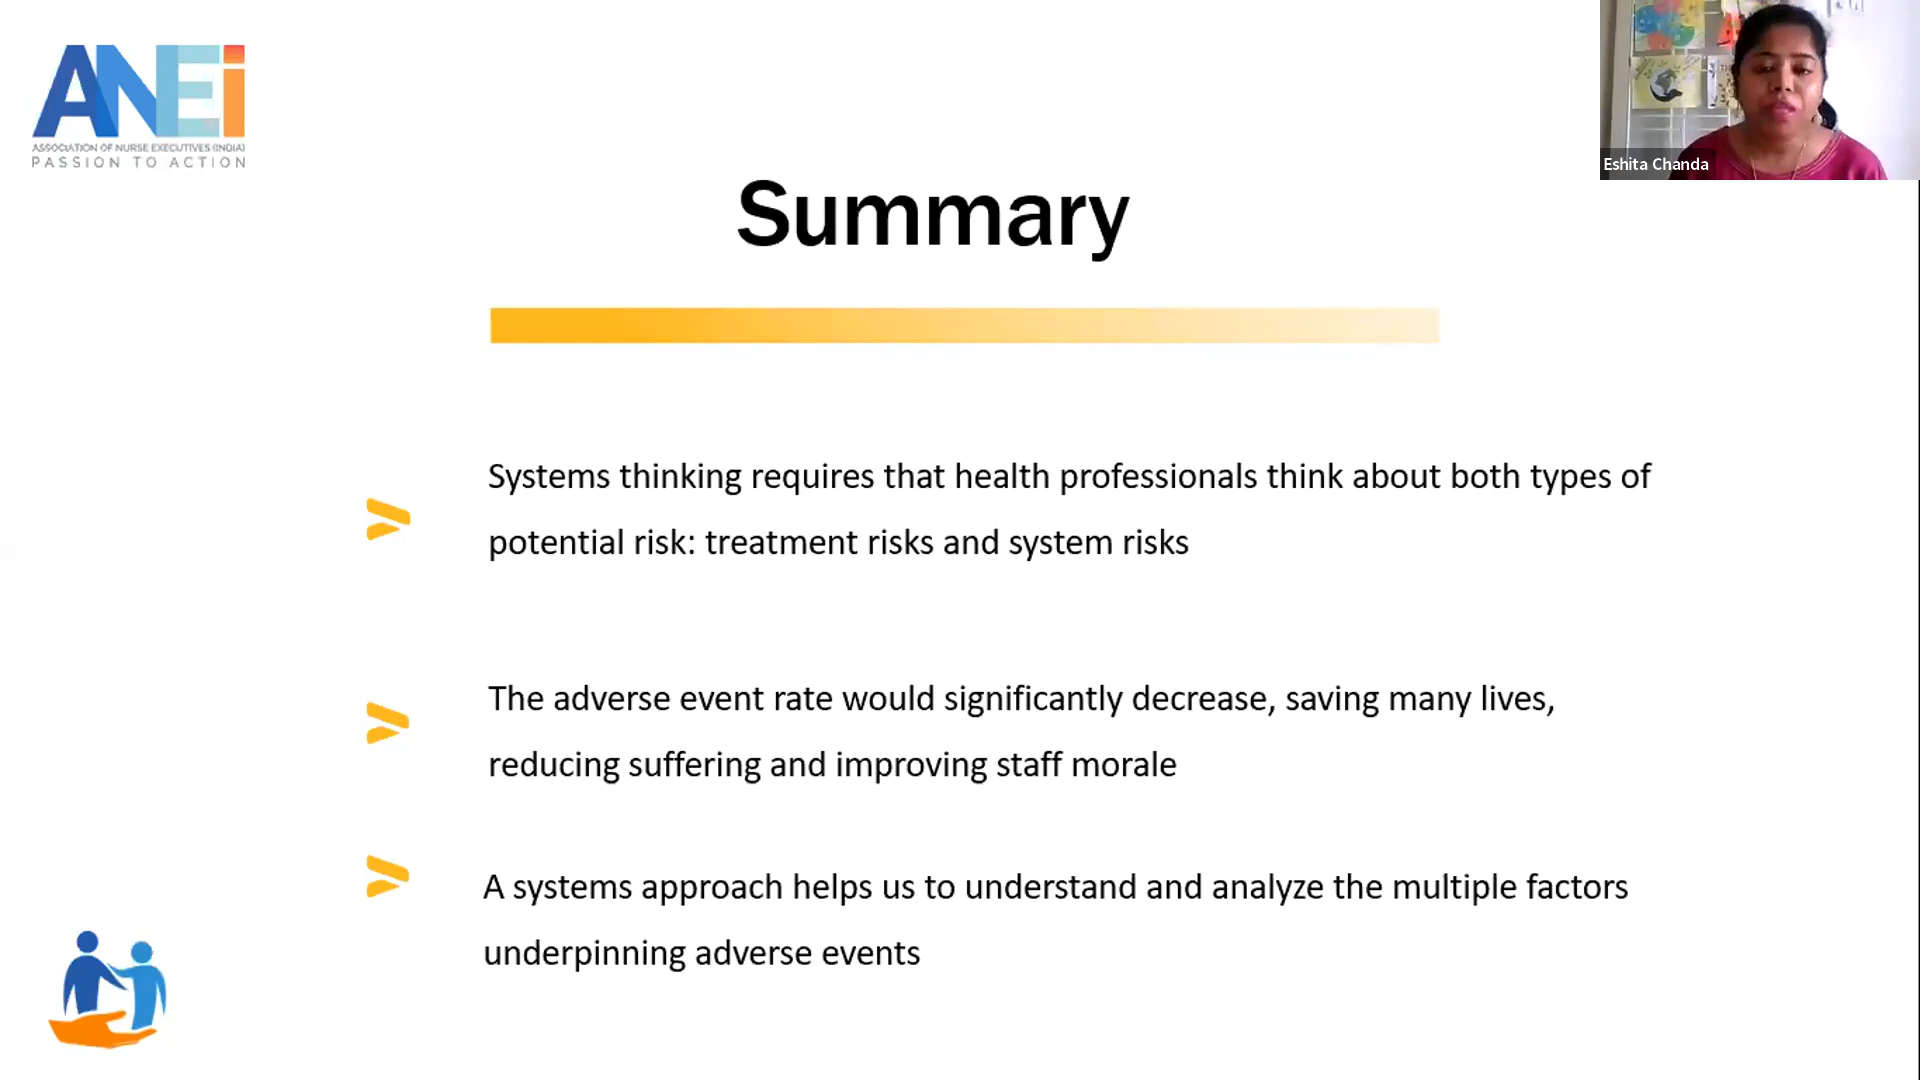 ANEi
ASSOCIATION OF NURSE EXECUTIVES (INDIA)
PASSION TO ACTION
Eshita Chanda
Summary
Systems thinking requires that health professionals think about both types of
potential risk: treatment risks and system risks
The adverse event rate would significantly decrease, saving many lives,
reducing suffering and improving staff morale
A systems approach helps us to understand and analyze the multiple factors
underpinning adverse events